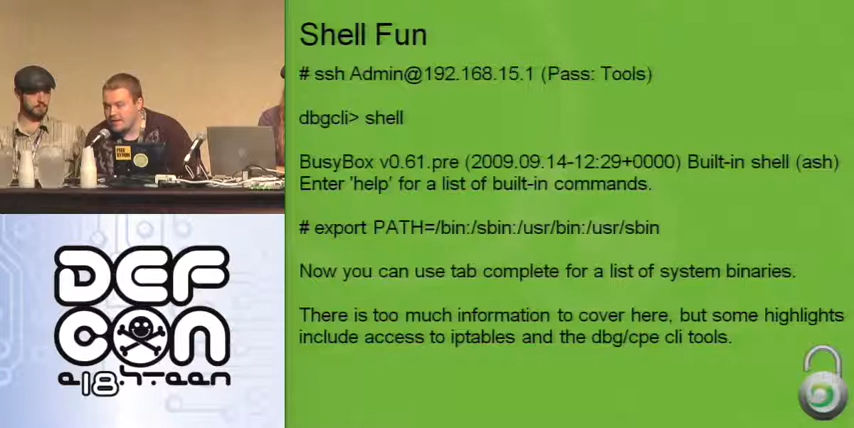 Shell Fun
# ssh Admin@192.168.15.1 (Pass: Tools)
dbgcli> shell
BusyBox v0.61.pre (2009.09.14-12:29+0000) Built-in shell (ash)
Enter 'help' for a list of built-in commands.
# export PATH=/bin:/sbin:/usr/bin:/usr/sbin
Now you can use tab complete for a list of system binaries.
There is too much information to cover here, but some highlights
include access to iptables and the dbg/cpe cli tools.
DEF
CON